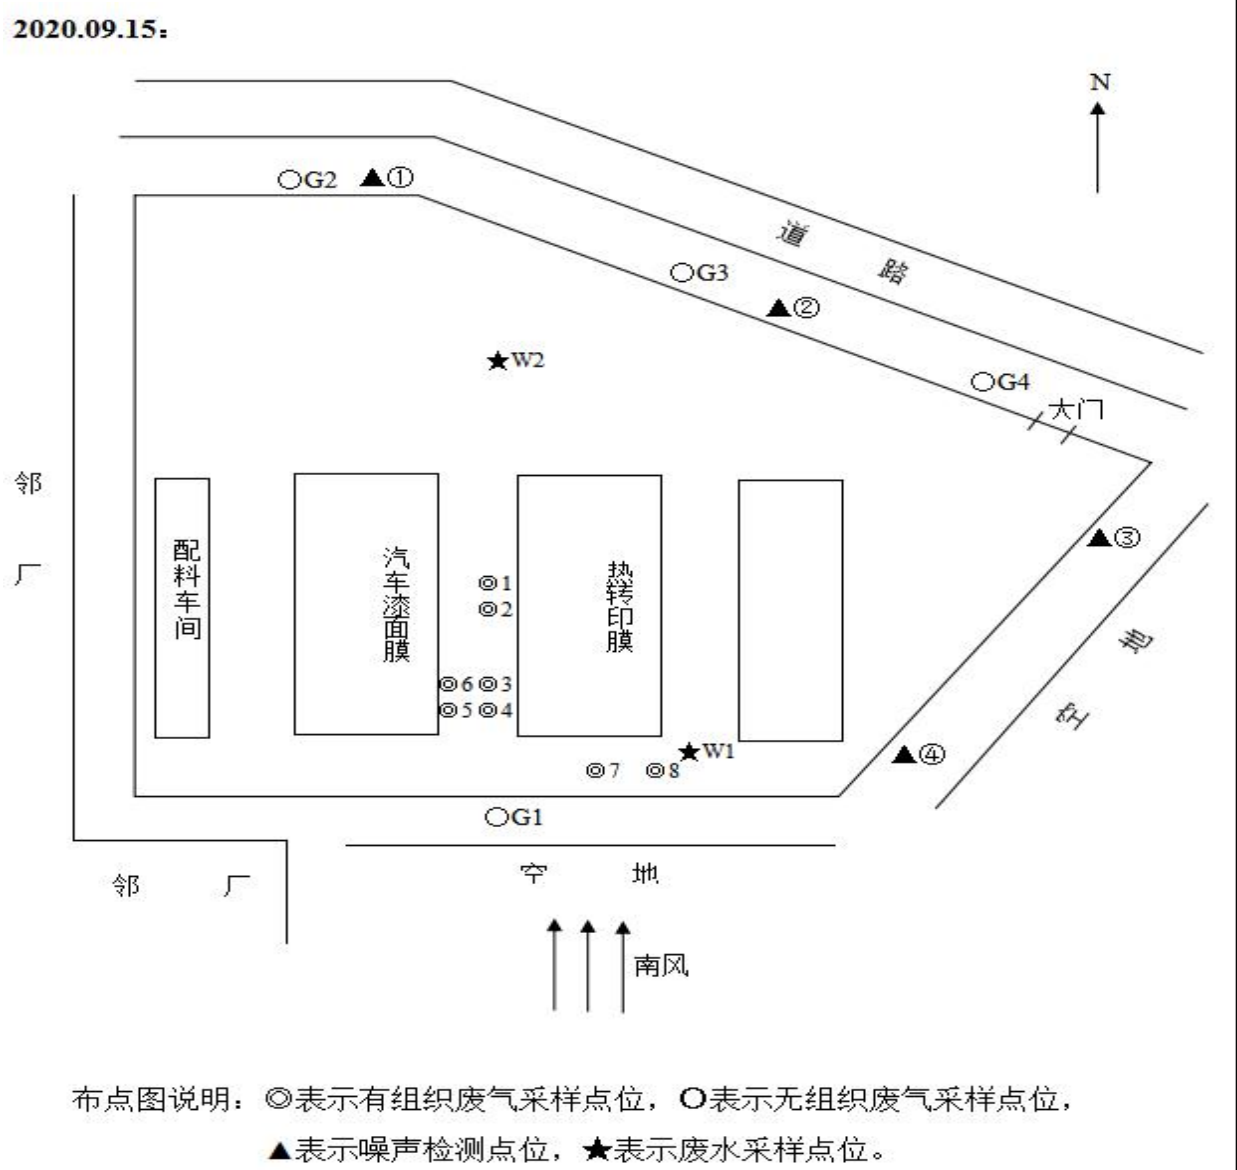 2020.09.15：
N
G2 ▲①
道路
G3
▲②
★W2
G4
大门
邻厂
配料车间
汽车漆面膜
热转印膜
▲③
◎1
◎2
空地
◎6◎3
◎5◎4
★W1
▲④
◎7 ◎8
G1
空地
邻厂
南风
布点图说明：◎表示有组织废气采样点位，○表示无组织废气采样点位，
▲表示噪声检测点位，★表示废水采样点位。